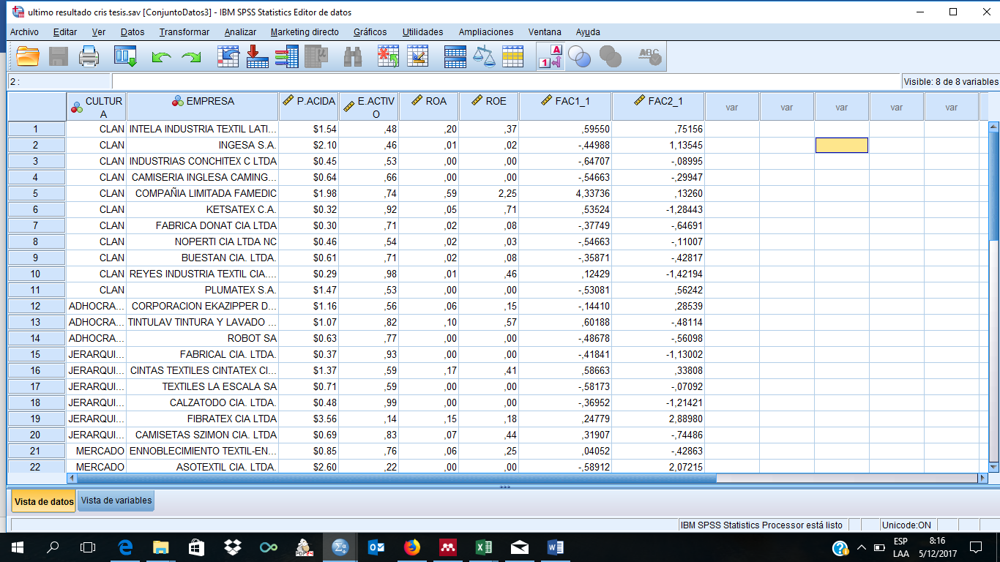 ultimo resultado cris tesis.sav [ConjuntoDatos3] - IBM SPSS Statistics Editor de datos
Archivo Editar Ver Datos Transformar Analizar Marketing directo Gráficos Utilidades Ampliaciones Ventana Ayuda
2 : Visible: 8 de 8 variables
CULTURA EMPRESA P.ACIDA E.ACTIVO ROA ROE FAC1_1 FAC2_1 var var var var var
1 CLAN INTELA INDUSTRIA TEXTIL LATI... $1.54 ,48 ,20 ,37 ,59550 ,75156
2 CLAN INGESA S.A. $2.10 ,46 ,01 ,02 -,44988 1,13545
3 CLAN INDUSTRIAS CONCHITEX C LTDA $0.45 ,53 ,00 ,00 -,64707 -,08995
4 CLAN CAMISERIA INGLESA CAMING... $0.64 ,66 ,00 ,00 -,54663 -,29947
5 CLAN COMPAÑIA LIMITADA FAMEDIC $1.98 ,74 ,59 2,25 4,33736 ,13260
6 CLAN KETSATEX C.A. $0.32 ,92 ,05 ,71 ,53524 -1,28443
7 CLAN FABRICA DONAT CIA LTDA $0.30 ,71 ,02 ,08 -,37749 -,64691
8 CLAN NOPERTI CIA LTDA NC $0.46 ,54 ,02 ,03 -,54663 -,11007
9 CLAN BUESTAN CIA. LTDA. $0.61 ,71 ,02 ,08 -,35871 -,42817
10 CLAN REYES INDUSTRIA TEXTIL CIA.... $0.29 ,98 ,01 ,46 ,12429 -1,42194
11 CLAN PLUMATEX S.A. $1.47 ,53 ,00 ,00 -,53081 ,56242
12 ADHOCRA... CORPORACION EKAZIPPER D... $1.16 ,56 ,06 ,15 -,14410 ,28539
13 ADHOCRA... TINTULAV TINTURA Y LAVADO ... $1.07 ,82 ,10 ,57 ,60188 -,48114
14 ADHOCRA... ROBOT SA $0.63 ,77 ,00 ,00 -,48678 -,56098
15 JERARQUI... FABRICAL CIA. LTDA. $0.37 ,93 ,00 ,00 -,41841 -1,13002
16 JERARQUI... CINTAS TEXTILES CINTATEX CI... $1.37 ,59 ,17 ,41 ,58663 ,33808
17 JERARQUI... TEXTILES LA ESCALA SA $0.71 ,59 ,00 ,00 -,58173 -,07092
18 JERARQUI... CALZATODO CIA. LTDA. $0.48 ,99 ,00 ,00 -,36952 -1,21421
19 JERARQUI... FIBRATEX CIA LTDA $3.56 ,14 ,15 ,18 ,24779 2,88980
20 JERARQUI... CAMISETAS SZIMON CIA. LTDA $0.69 ,83 ,07 ,44 ,31907 -,74486
21 MERCADO ENNOBLECIMIENTO TEXTIL-EN... $0.85 ,76 ,06 ,25 ,04052 -,42863
22 MERCADO ASOTEXTIL CIA. LTDA. $2.60 ,22 ,00 ,00 -,58912 2,07215
Vista de datos Vista de variables
IBM SPSS Statistics Processor está listo Unicode:ON
ESP 8:16
LAA 5/12/2017